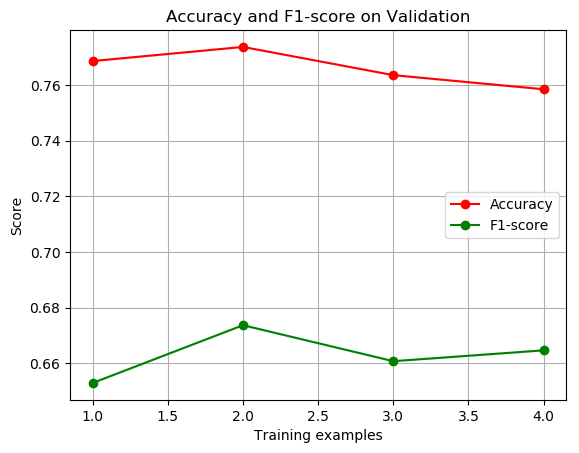 Accuracy and F1-score on Validation
Score
0.76
0.74
0.72
0.70
0.68
0.66
Accuracy
F1-score
1.0 1.5 2.0 2.5 3.0 3.5 4.0
Training examples